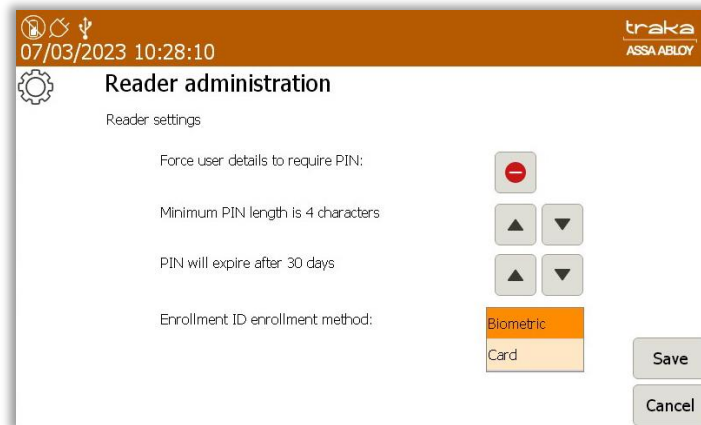 traka
07/03/2023 10:28:10
ASSA ABLOY
Reader administration
Reader settings
Force user details to require PIN:
Minimum PIN length is 4 characters
PIN will expire after 30 days
Enrollment ID enrollment method:
Biometric
Card
Save
Cancel